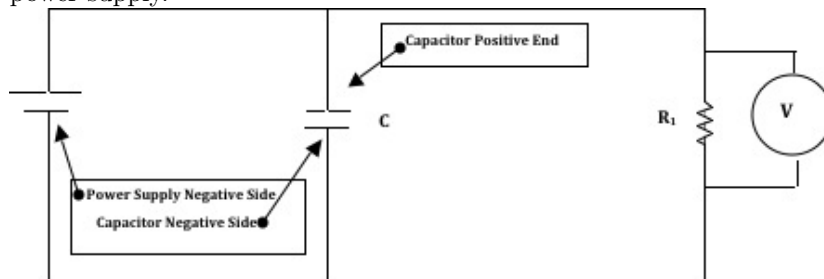 power supply.
Capacitor Positive End
C
R₁
V
Power Supply Negative Side
Capacitor Negative Side